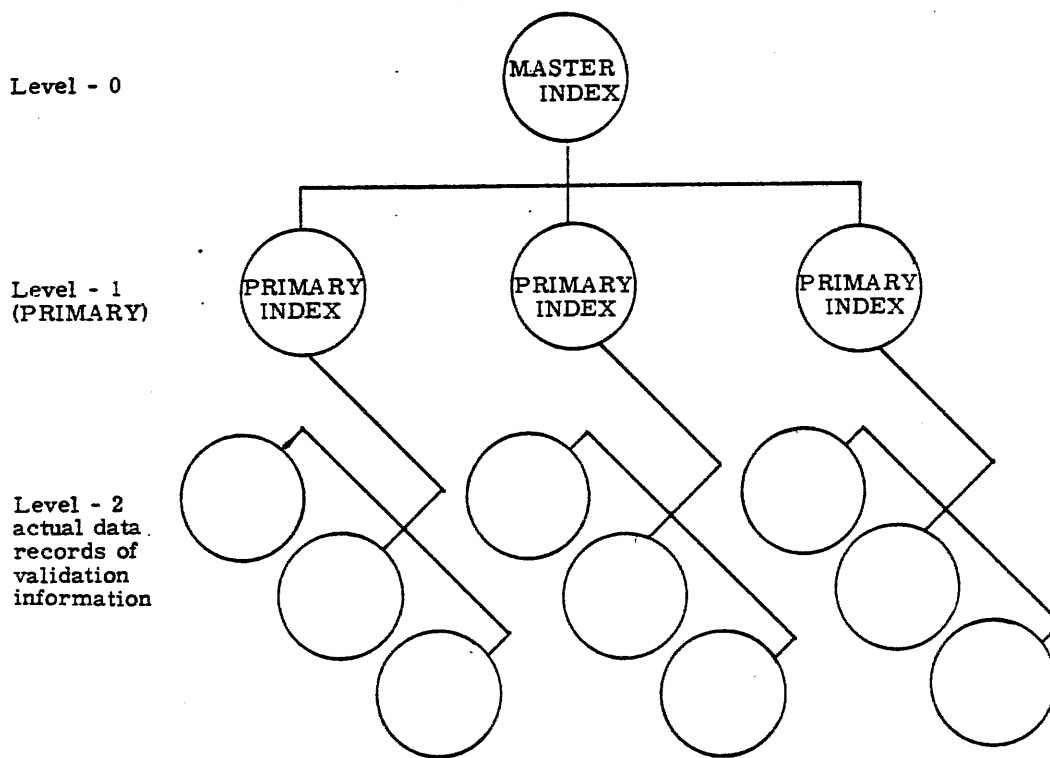 Level - 0
MASTER
INDEX
Level - 1
(PRIMARY)
PRIMARY
INDEX
PRIMARY
INDEX
PRIMARY
INDEX
Level - 2
actual data
records of
validation
information